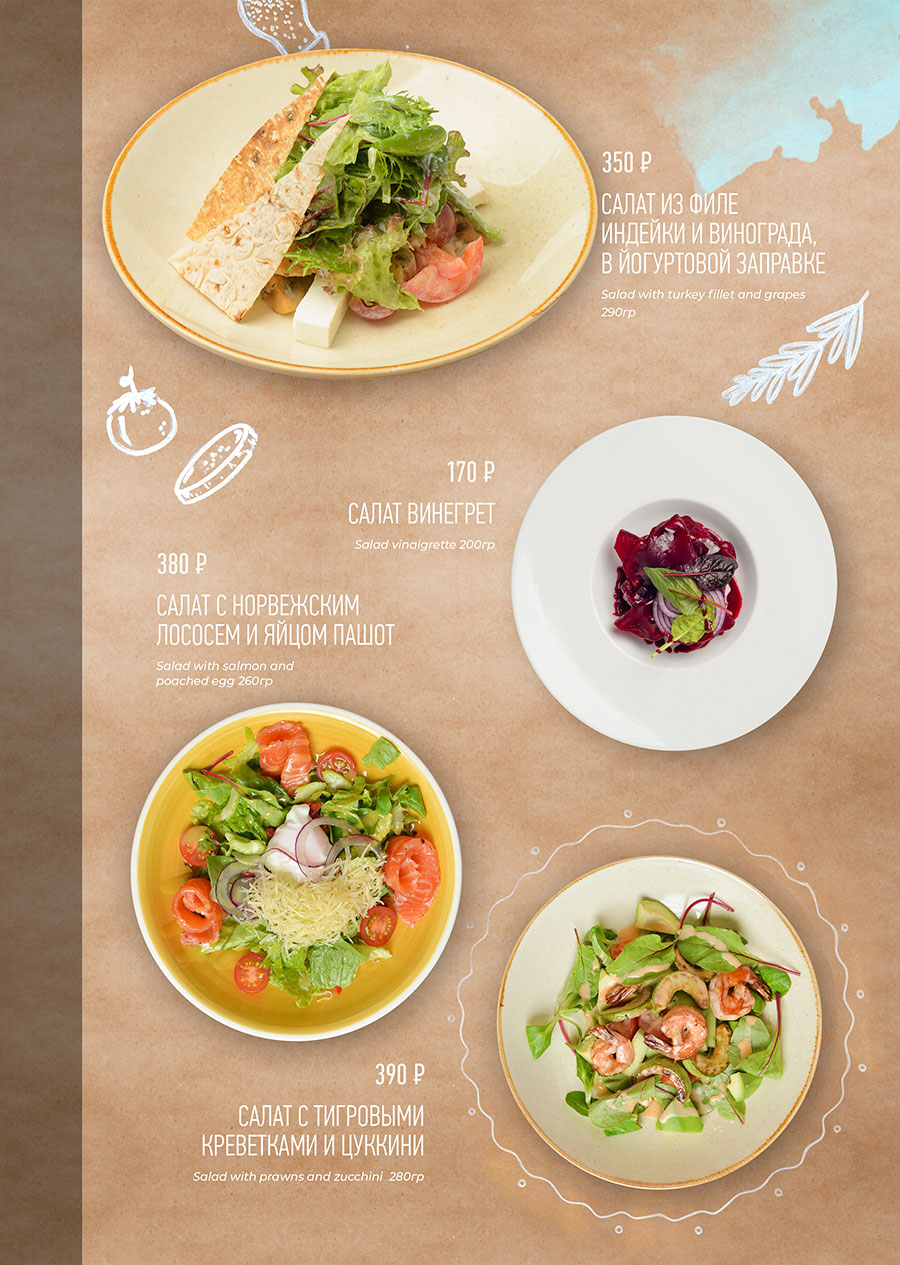 350 ₽
САЛАТ ИЗ ФИЛЕ
ИНДЕЙКИ И ВИНОГРАДА,
В ЙОГУРТОВОЙ ЗАПРАВКЕ
Salad with turkey fillet and grapes
290гр
170 ₽
САЛАТ ВИНЕГРЕТ
Salad vinaigrette 200гр
380 ₽
САЛАТ С НОРВЕЖСКИМ
ЛОСОСЕМ И ЯЙЦОМ ПАШОТ
Salad with salmon and
poached egg 260гр
390 ₽
САЛАТ С ТИГРОВЫМИ
КРЕВЕТКАМИ И ЦУККИНИ
Salad with prawns and zucchini 280гр